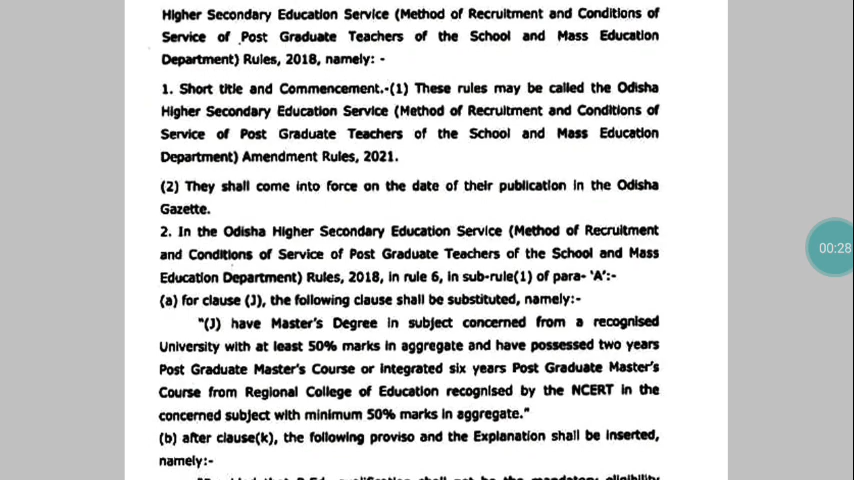 Higher Secondary Education Service (Method of Recruitment and Conditions of
Service of Post Graduate Teachers of the School and Mass Education
Department) Rules, 2018, namely: -
1. Short title and Commencement.-(1) These rules may be called the Odisha
Higher Secondary Education Service (Method of Recruitment and Conditions of
Service of Post Graduate Teachers of the School and Mass Education
Department) Amendment Rules, 2021.
(2) They shall come into force on the date of their publication in the Odisha
Gazette.
2. In the Odisha Higher Secondary Education Service (Method of Recruitment
and Conditions of Service of Post Graduate Teachers of the School and Mass
Education Department) Rules, 2018, in rule 6, in sub-rule(1) of para- 'A':-
(a) for clause (J), the following clause shall be substituted, namely:-
"(J) have Master's Degree in subject concerned from a recognised
University with at least 50% marks in aggregate and have possessed two years
Post Graduate Master's Course or integrated six years Post Graduate Master's
Course from Regional College of Education recognised by the NCERT in the
concerned subject with minimum 50% marks in aggregate."
(b) after clause(k), the following proviso and the Explanation shall be inserted,
namely:-
00:28